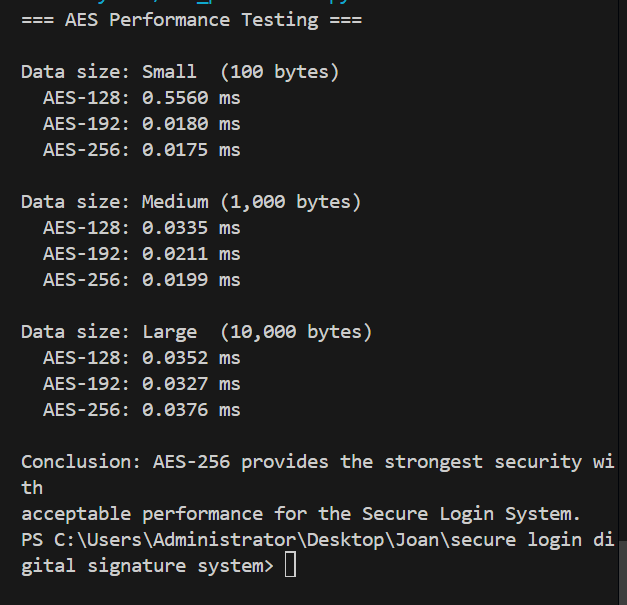 === AES Performance Testing ===
Data size: Small  (100 bytes)
  AES-128: 0.5560 ms
  AES-192: 0.0180 ms
  AES-256: 0.0175 ms
Data size: Medium (1,000 bytes)
  AES-128: 0.0335 ms
  AES-192: 0.0211 ms
  AES-256: 0.0199 ms
Data size: Large  (10,000 bytes)
  AES-128: 0.0352 ms
  AES-192: 0.0327 ms
  AES-256: 0.0376 ms
Conclusion: AES-256 provides the strongest security wi
th
acceptable performance for the Secure Login System.
PS C:\Users\Administrator\Desktop\Joan\secure login di
gital signature system>